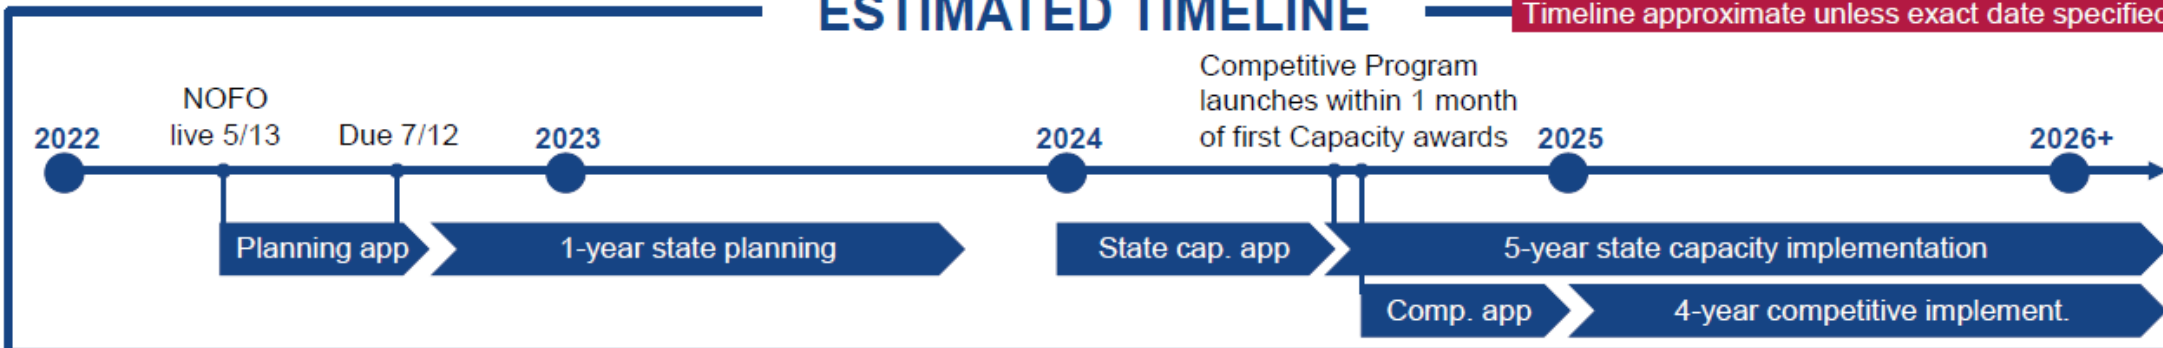 ESTIMATED TIMELINE
Timeline approximate unless exact date specified
Competitive Program
launches within 1 month
of first Capacity awards
NOFO
live 5/13
Due 7/12
2022
2023
2024
2025
2026+
Planning app
1-year state planning
State cap. app
5-year state capacity implementation
Comp. app
4-year competitive implement.